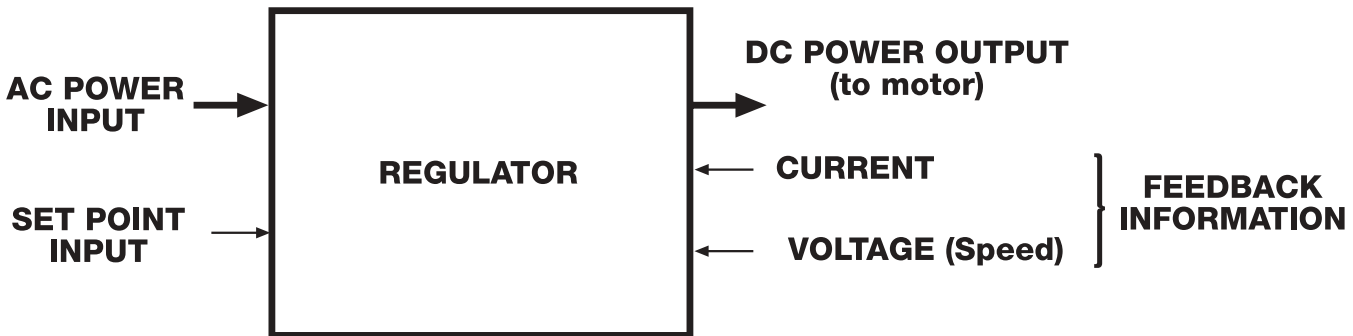 AC POWER
INPUT
SET POINT
INPUT
REGULATOR
DC POWER OUTPUT
(to motor)
CURRENT
VOLTAGE (Speed)
FEEDBACK
INFORMATION